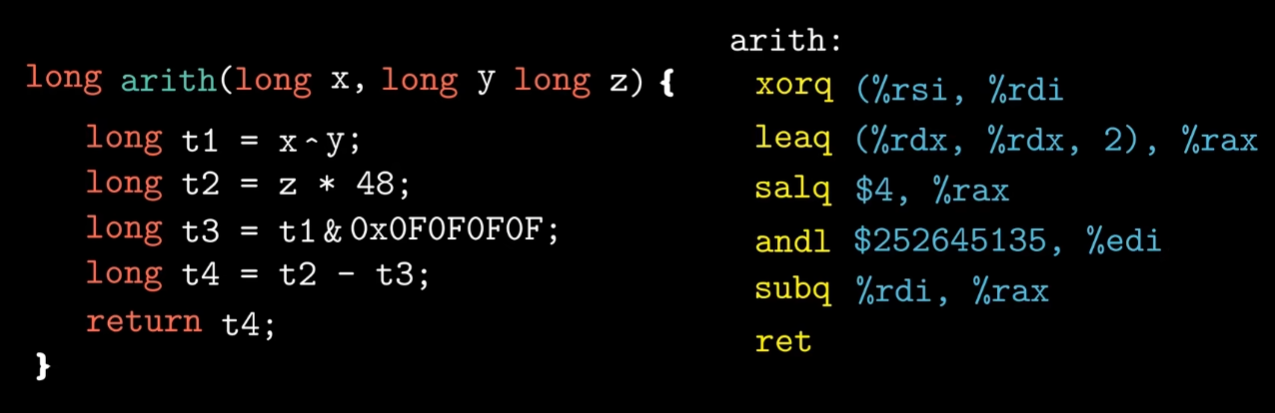 long arith(long x, long y long z) {
long t1 = x^y;
long t2 = z * 48;
long t3 = t1 & 0x0F0F0F0F;
long t4 = t2 - t3;
return t4;
}
arith:
xorq (%rsi, %rdi
leaq (%rdx, %rdx, 2), %rax
salq $4, %rax
andl $252645135, %edi
subq %rdi, %rax
ret